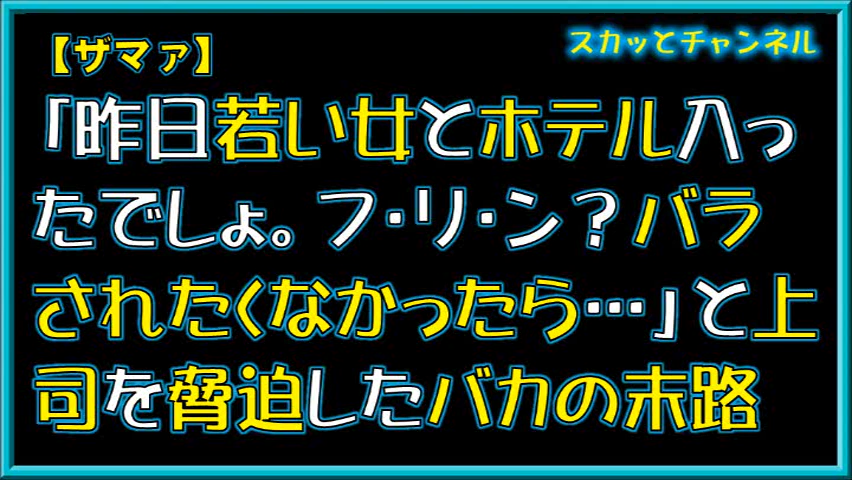 【ザマァ】
スカッとチャンネル
「昨日若い女とホテル入っ
たでしょ。フ・リ・ン？バラ
されたくなかったら…」と上
司を脅迫したバカの末路